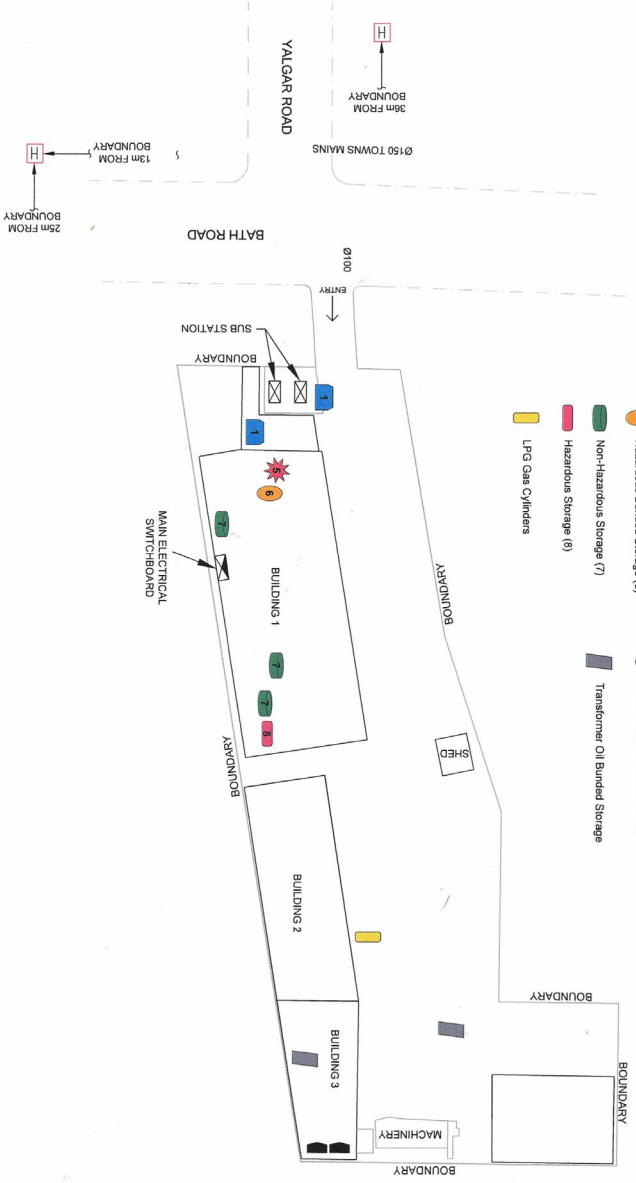 H
36m FROM
BOUNDARY
YALGAR ROAD
Ø150 TOWNS MAINS
H
13m FROM
BOUNDARY
25m FROM
BOUNDARY
BATH ROAD
Ø100
ENTRY
SUB STATION
BOUNDARY
1
1
5
6
7
MAIN ELECTRICAL
SWITCHBOARD
BUILDING 1
7
7
8
BOUNDARY
BOUNDARY
SHED
BUILDING 2
BUILDING 3
MACHINERY
BOUNDARY
BOUNDARY
BOUNDARY
Non-Hazardous Storage (7)
Hazardous Storage (8)
LPG Gas Cylinders
Transformer Oil Bunded Storage